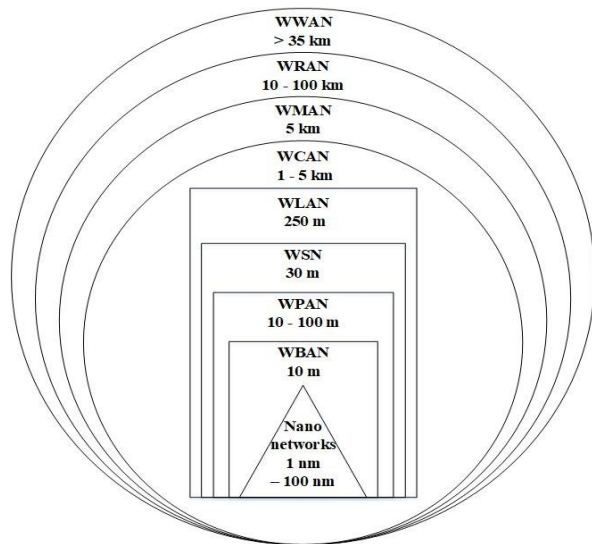 WWAN
> 35 km
WRAN
10 - 100 km
WMAN
5 km
WCAN
1 - 5 km
WLAN
250 m
WSN
30 m
WPAN
10 - 100 m
WBAN
10 m
Nano
networks
1 nm
– 100 nm